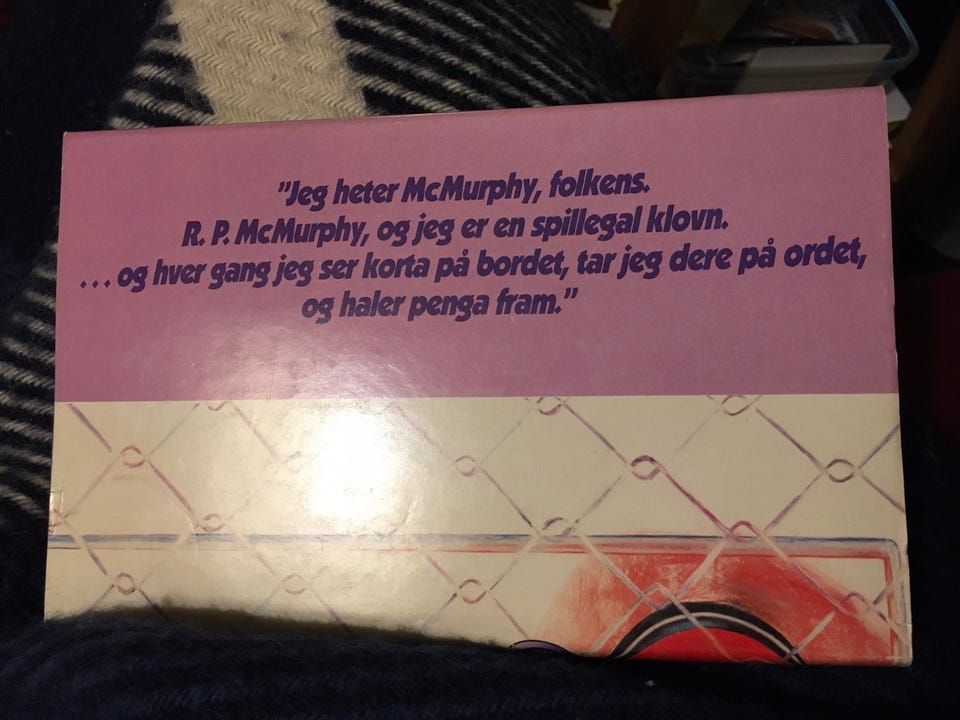 "Jeg heter McMurphy, folkens.
R. P. McMurphy, og jeg er en spillegal klovn.
...og hver gang jeg ser korta på bordet, tar jeg dere på ordet,
og haler penga fram."